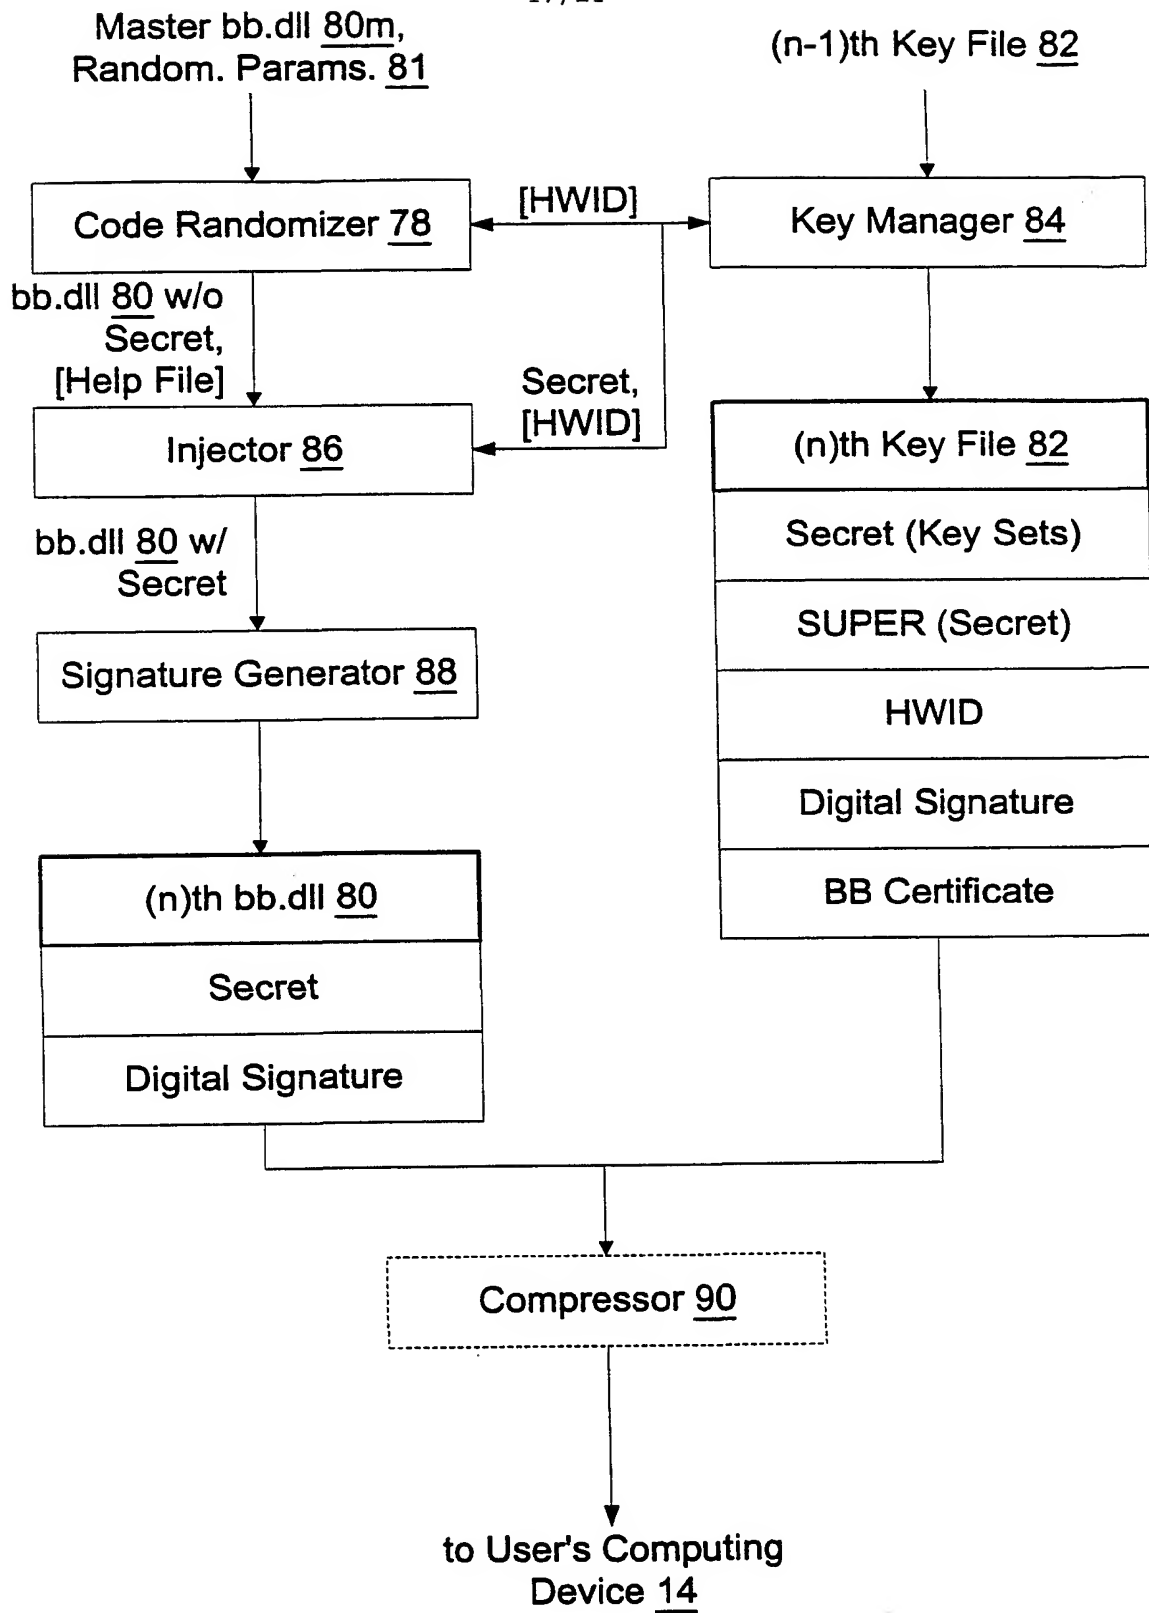 Master bb.dll 80m,
Random. Params. 81
(n-1)th Key File 82
Code Randomizer 78
[HWID]
Key Manager 84
bb.dll 80 w/o
Secret,
[Help File]
Secret,
[HWID]
Injector 86
(n)th Key File 82
Secret (Key Sets)
SUPER (Secret)
HWID
Digital Signature
BB Certificate
bb.dll 80 w/
Secret
Signature Generator 88
(n)th bb.dll 80
Secret
Digital Signature
Compressor 90
to User's Computing
Device 14